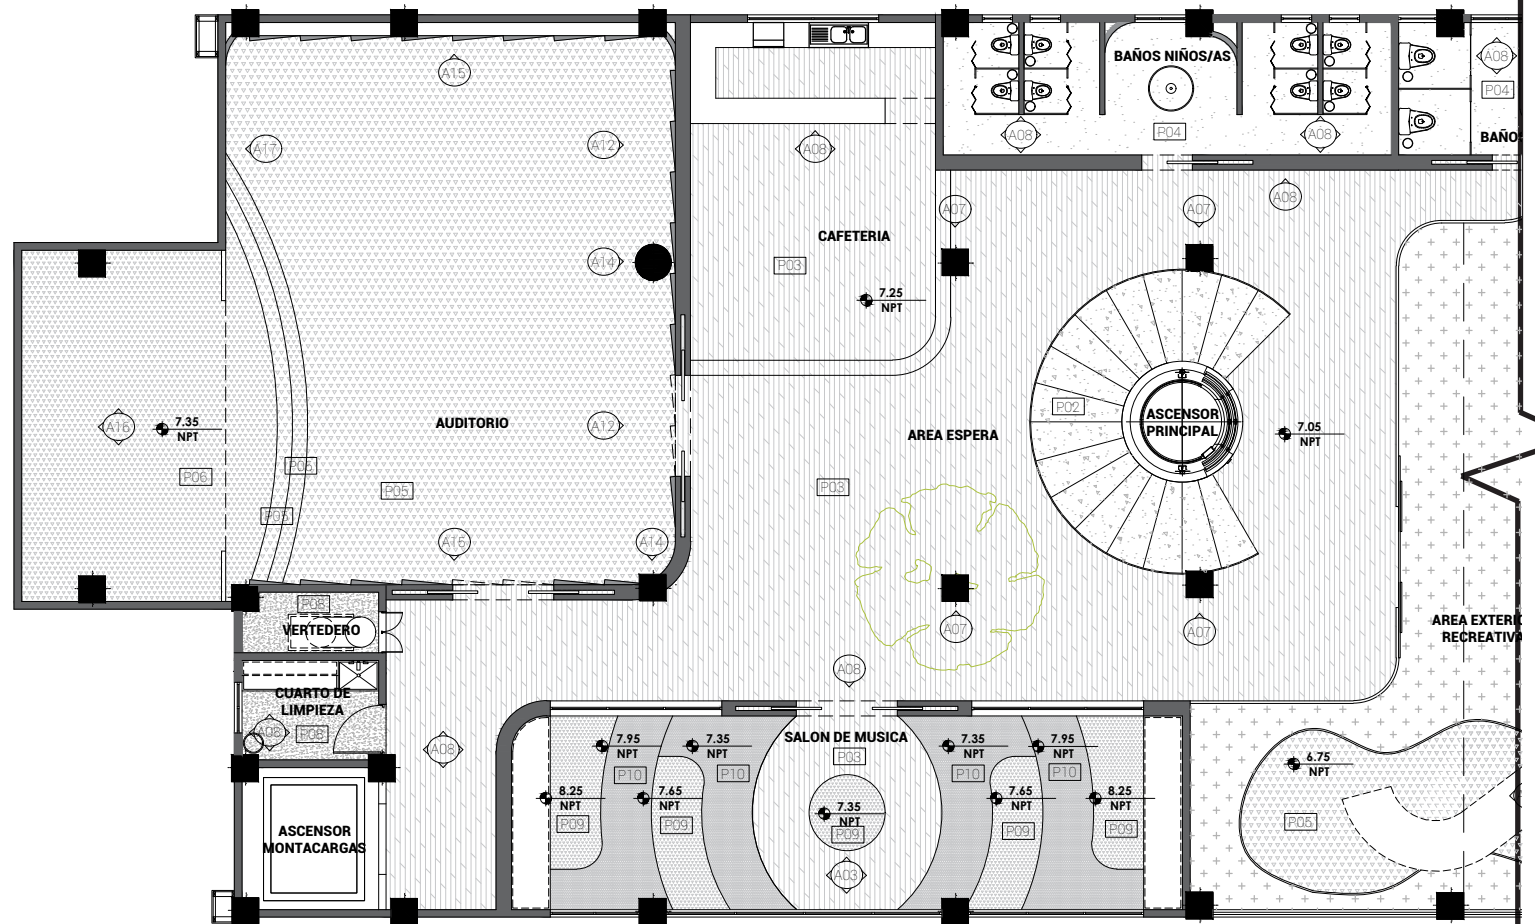 A15
BAÑOS NIÑOS/AS
A08
P04
A17
A12
A08
A08
P04
A08
BAÑO
A07
A07
A08
CAFETERIA
A14
P03
7.25
NPT
P02
ASCENSOR
PRINCIPAL
A16
7.35
NPT
AUDITORIO
A12
AREA ESPERA
7.05
NPT
P06
P06
P05
P05
P03
A15
A14
P08
VERTEDERO
A07
A07
AREA EXTERI
RECREATIV
A08
CUARTO DE
LIMPIEZA
A08
P08
A08
SALON DE MUSICA
7.95
NPT
7.35
NPT
P03
7.35
NPT
7.95
NPT
P10
P10
P10
P10
6.75
NPT
8.25
NPT
7.65
NPT
7.35
NPT
7.65
NPT
8.25
NPT
P09
P09
P09
P09
P09
P05
ASCENSOR
MONTACARGAS
A03